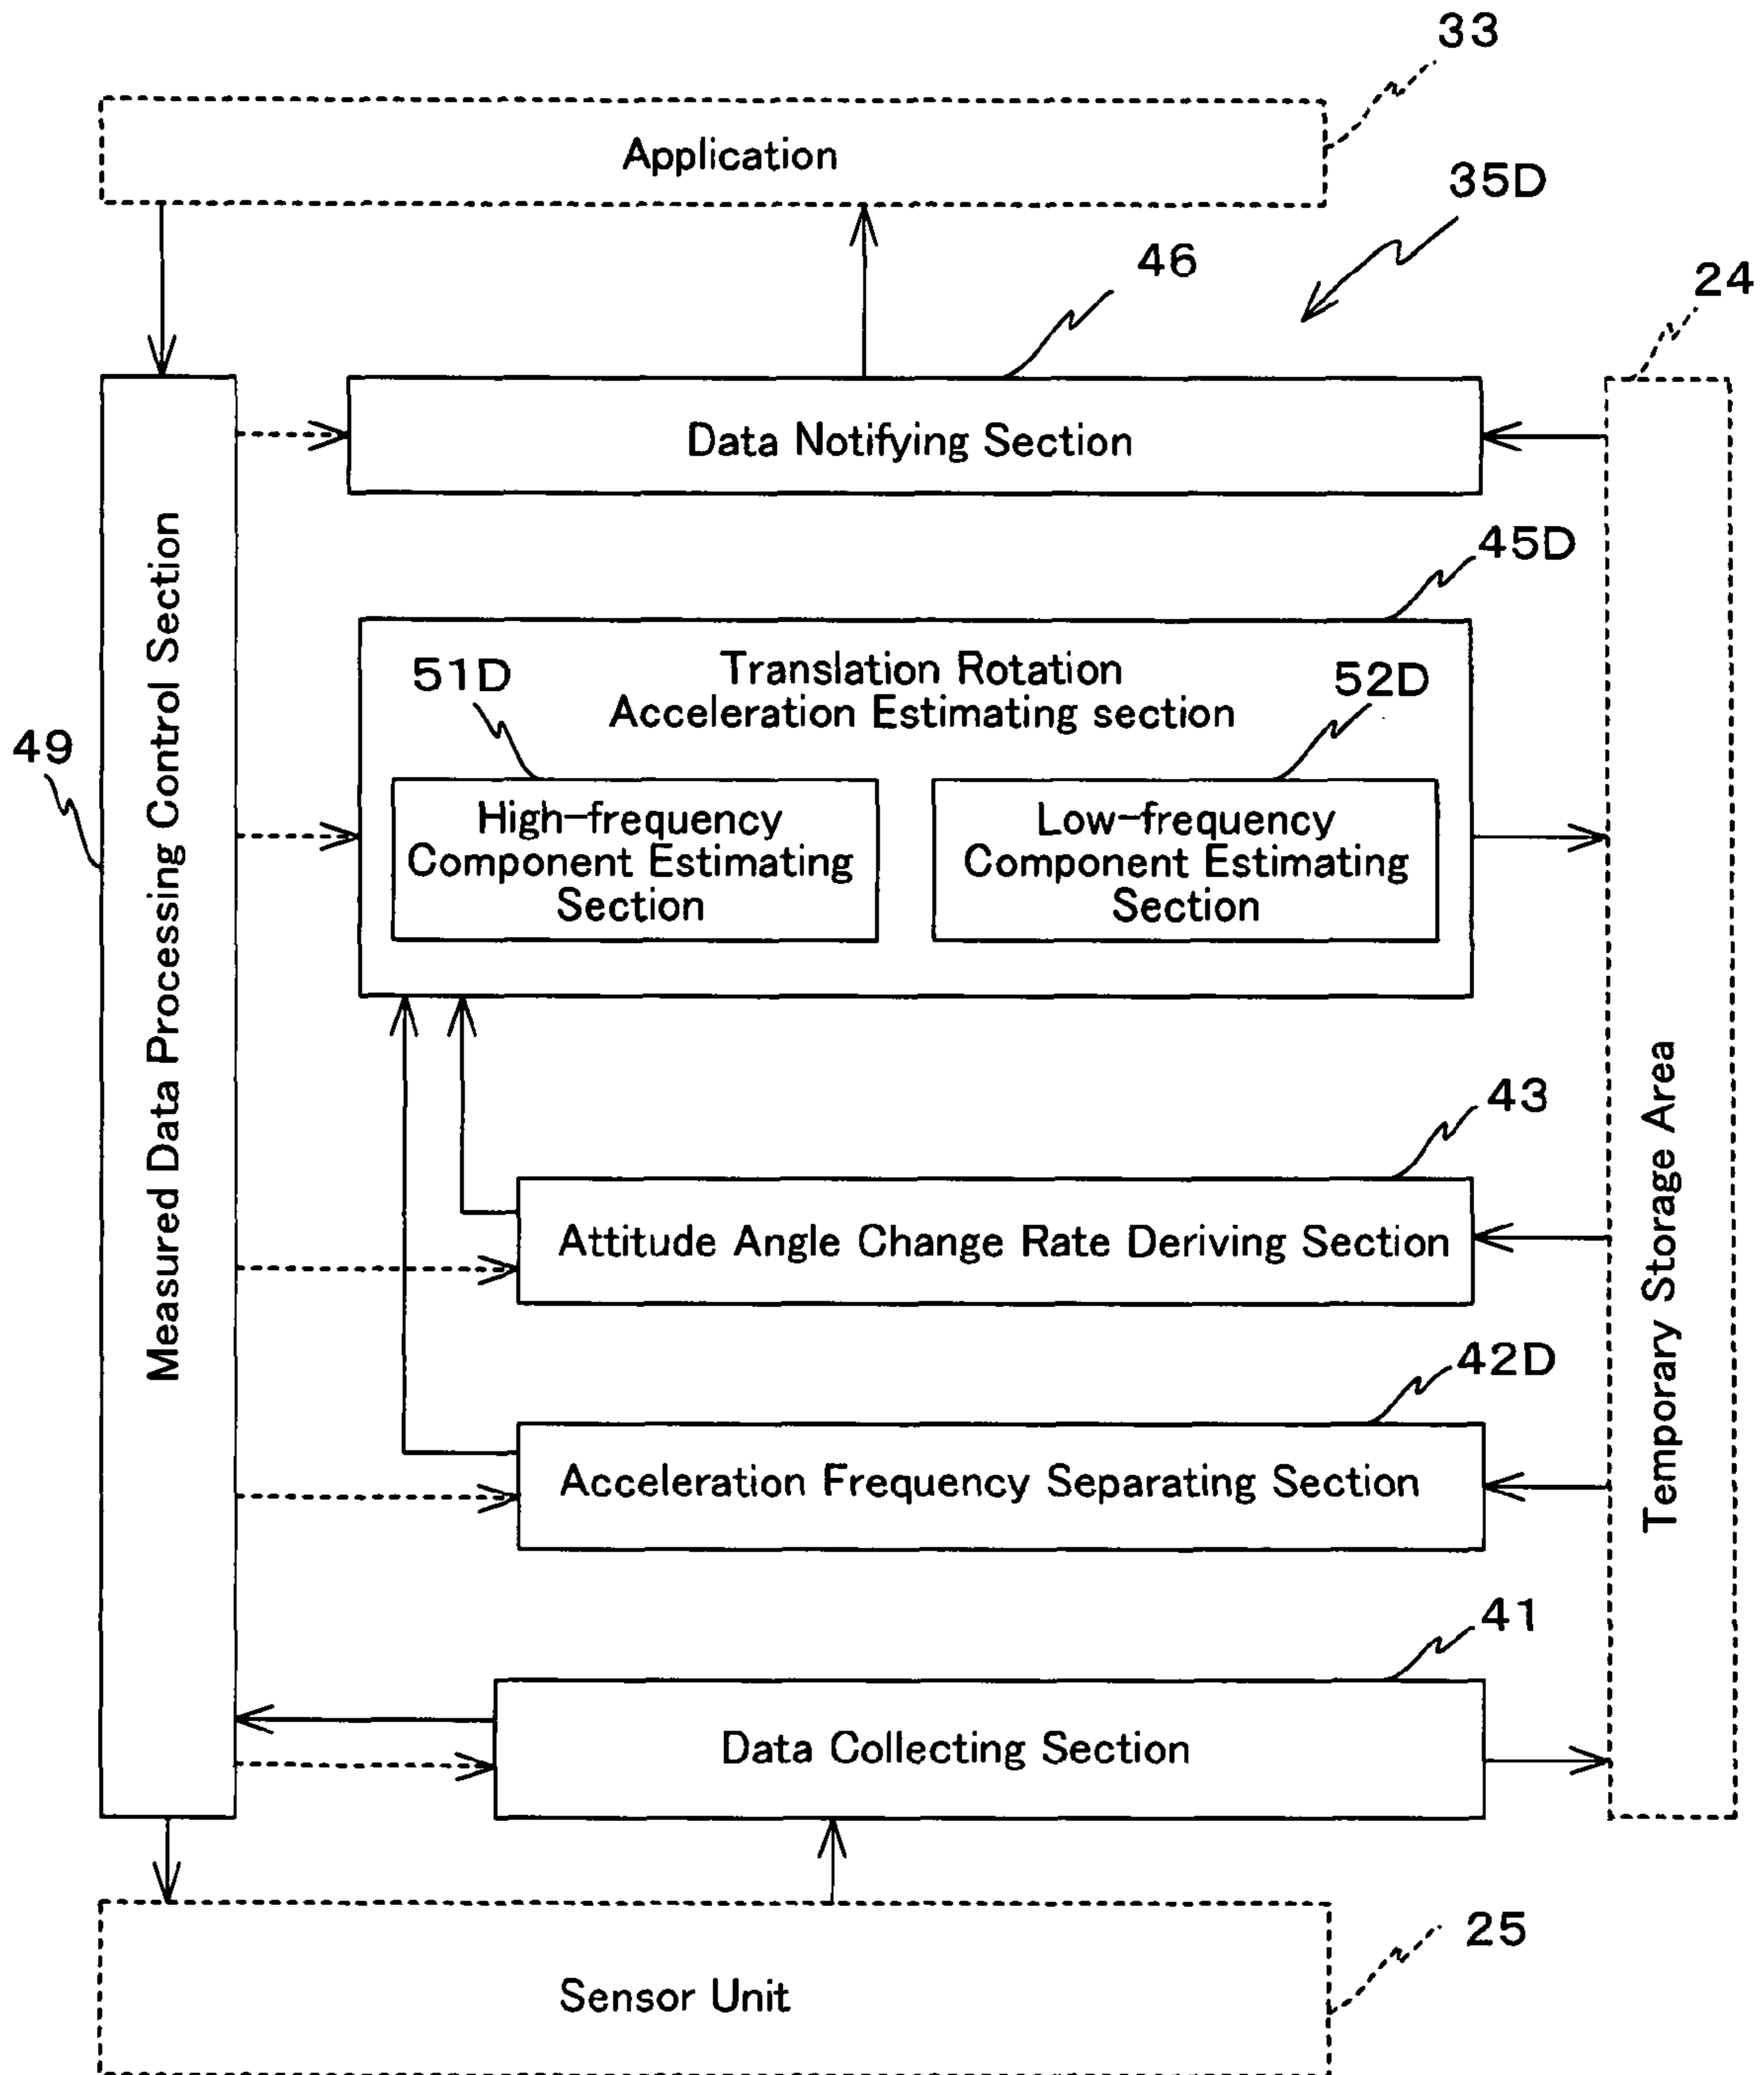 33
Application
35D
46
24
Data Notifying Section
45D
Translation Rotation
Acceleration Estimating section
51D
52D
High-frequency
Component Estimating
Section
Low-frequency
Component Estimating
Section
49
Measured Data Processing Control Section
43
Attitude Angle Change Rate Deriving Section
Temporary Storage Area
42D
Acceleration Frequency Separating Section
41
Data Collecting Section
25
Sensor Unit